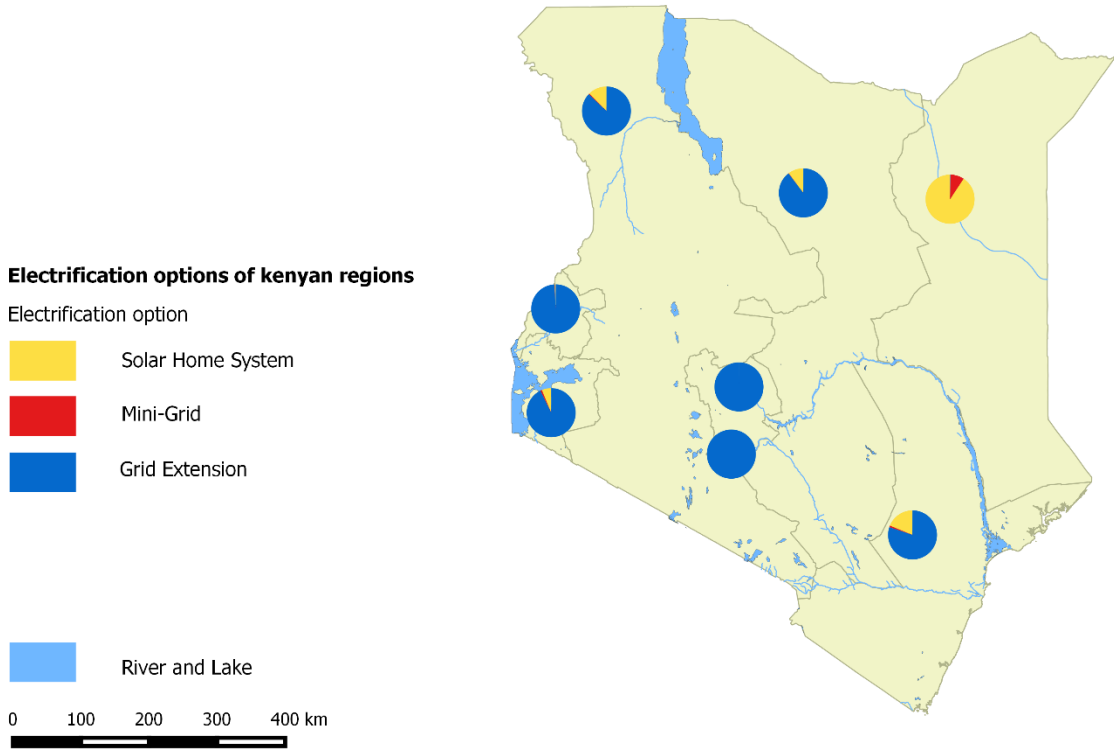 Electrification options of kenyan regions
Electrification option
Solar Home System
Mini-Grid
Grid Extension
River and Lake
0 100 200 300 400 km